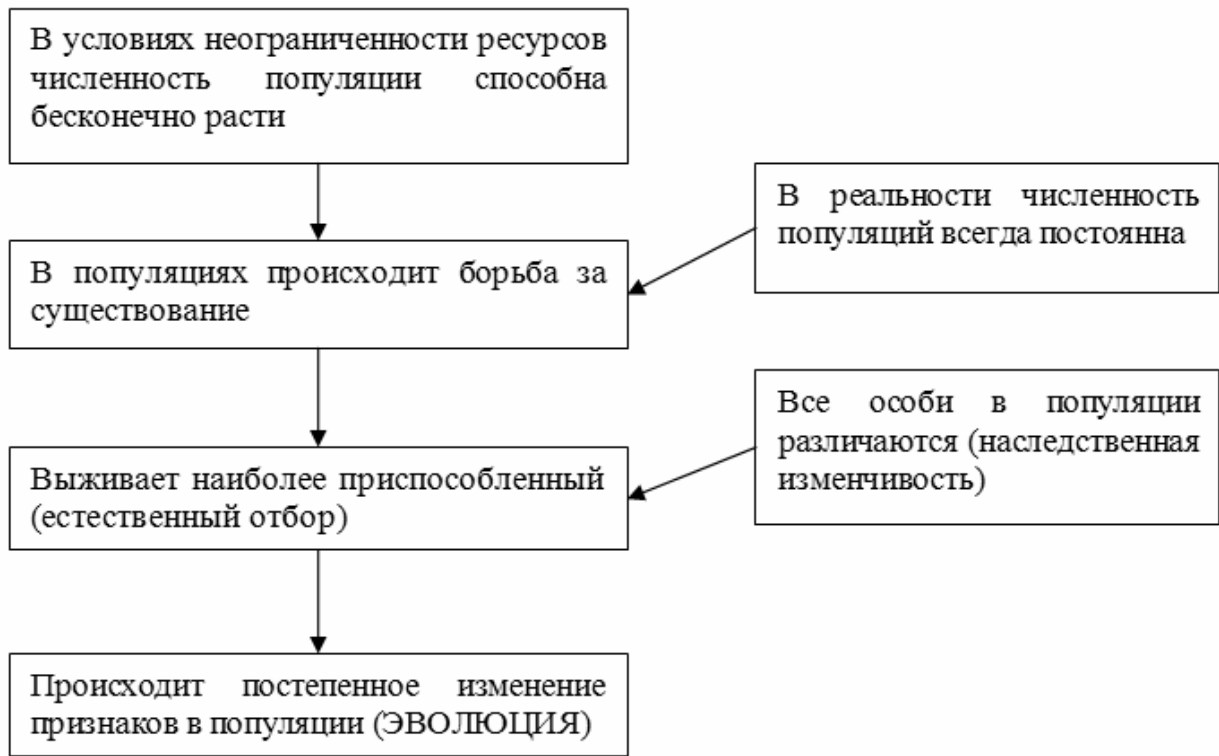 В условиях неограниченности ресурсов
численность популяции способна
бесконечно расти
В реальности численность
популяций всегда постоянна
В популяциях происходит борьба за
существование
Все особи в популяции
различаются (наследственная
изменчивость)
Выживает наиболее приспособленный
(естественный отбор)
Происходит постепенное изменение
признаков в популяции (ЭВОЛЮЦИЯ)